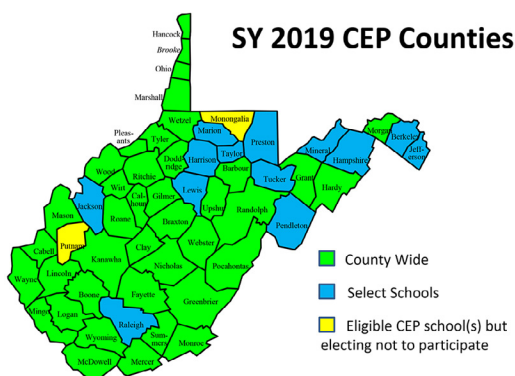 SY 2019 CEP Counties
Hancock
Brooke
Ohio
Marshall
Wetzel
Monongalia
Marion
Preston
Morgan
Berkeley
Jeff-
erson
Pleas-
ants
Tyler
Taylor
Mineral
Hampshire
Wood
Ritchie
Dodd
ridge
Harrison
Barbour
Tucker
Grant
Hardy
Wirt
Jackson
Cal-
houn
Gilmer
Lewis
Upshur
Randolph
Pendleton
Mason
Roane
Braxton
Putnam
Cabell
Kanawha
Clay
Webster
Wayne
Lincoln
Nicholas
Pocahontas
Boone
Fayette
Greenbrier
Mingo
Logan
Raleigh
Wyoming
Sum-
mers
Monroe
McDowell
Mercer
County Wide
Select Schools
Eligible CEP school(s) but
electing not to participate